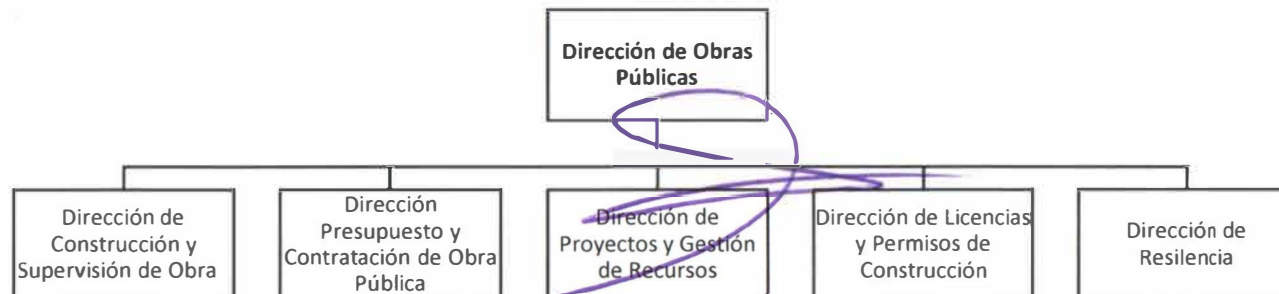 Dirección de Obras
Públicas
Dirección de
Construcción y
Supervisión de Obra
Dirección
Presupuesto y
Contratación de Obra
Pública
Dirección de
Proyectos y Gestión
de Recursos
Dirección de Licencias
y Permisos de
Construcción
Dirección de
Resilencia